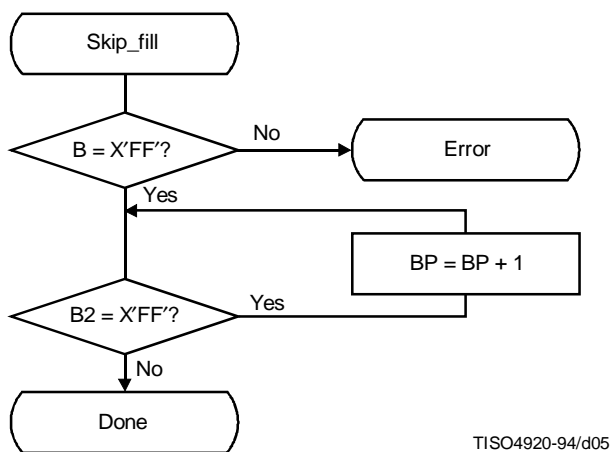 Skip_fill
B = X′FF′?
No
Error
Yes
BP = BP + 1
B2 = X′FF′?
Yes
No
Done
TISO4920-94/d05